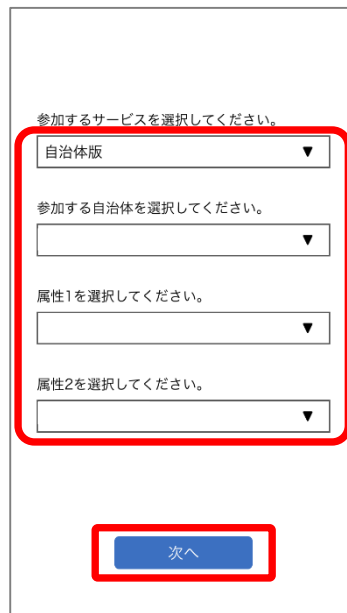 参加するサービスを選択してください。
自治体版 ▼
参加する自治体を選択してください。
▼
属性1を選択してください。
▼
属性2を選択してください。
▼
次へ